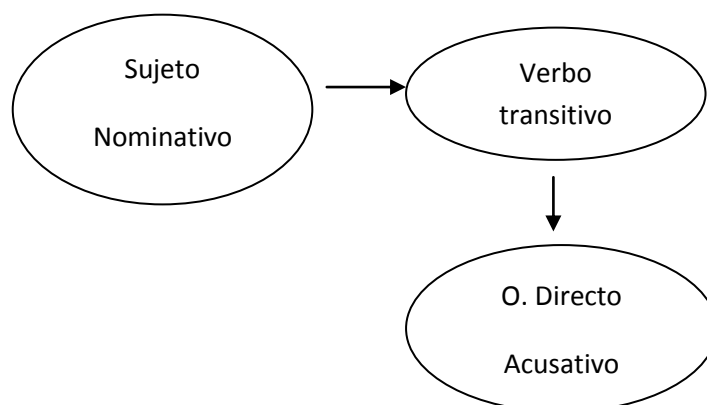 Sujeto
Nominativo
Verbo
transitivo
O. Directo
Acusativo